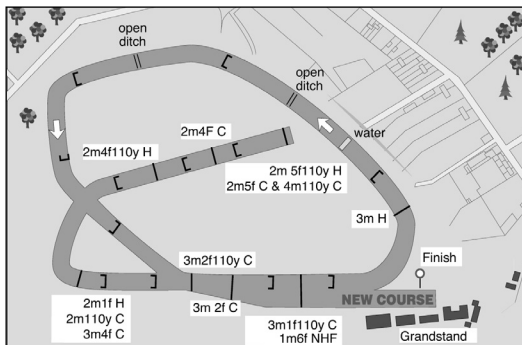 open
ditch
open
ditch
water
2m4F C
2m4f110y H
2m 5f110y H
2m5f C & 4m110y C
3m H
3m2f110y C
Finish
2m1f H
2m110y C
3m4f C
3m 2f C
3m1f110y C
1m6f NHF
NEW COURSE
Grandstand